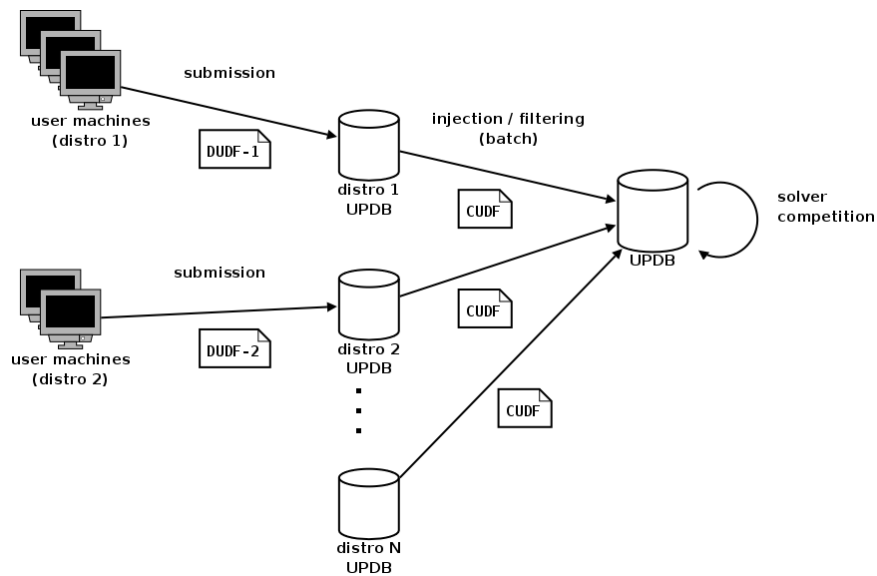 submission
user machines
(distro 1)
DUDF-1
distro 1
UPDB
injection / filtering
(batch)
CUDF
UPDB
solver
competition
submission
user machines
(distro 2)
DUDF-2
distro 2
UPDB
CUDF
CUDF
distro N
UPDB